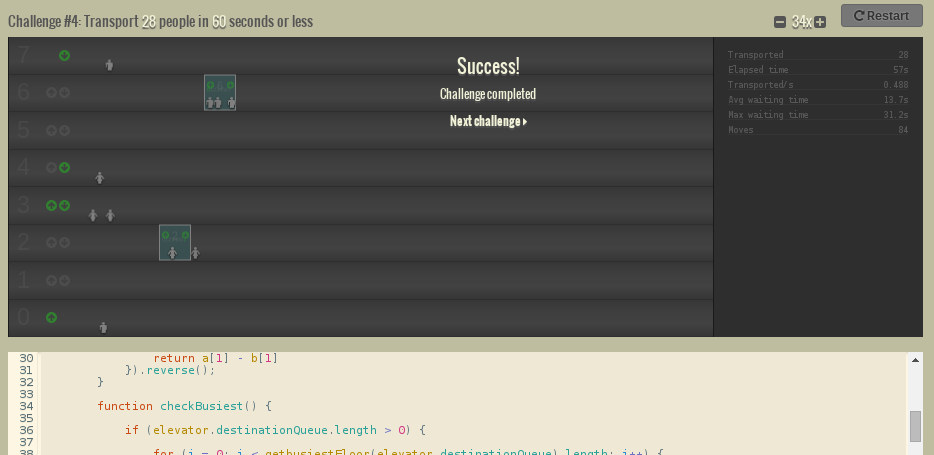 Challenge #4: Transport 28 people in 60 seconds or less
34x
Restart
7
6
5
4
3
2
1
0
Success!
Challenge completed
Next challenge
Transported 28
Elapsed time 57s
Transported/s 0.488
Avg waiting time 13.7s
Max waiting time 31.2s
Moves 84
30 return a[1] - b[1]
31 }).reverse();
32 }
33
34 function checkBusiest() {
35
36 if (elevator.destinationQueue.length > 0) {
37
38 for (i = 0; i < getbusiestFloor(elevator.destinationQueue).length; i++) {